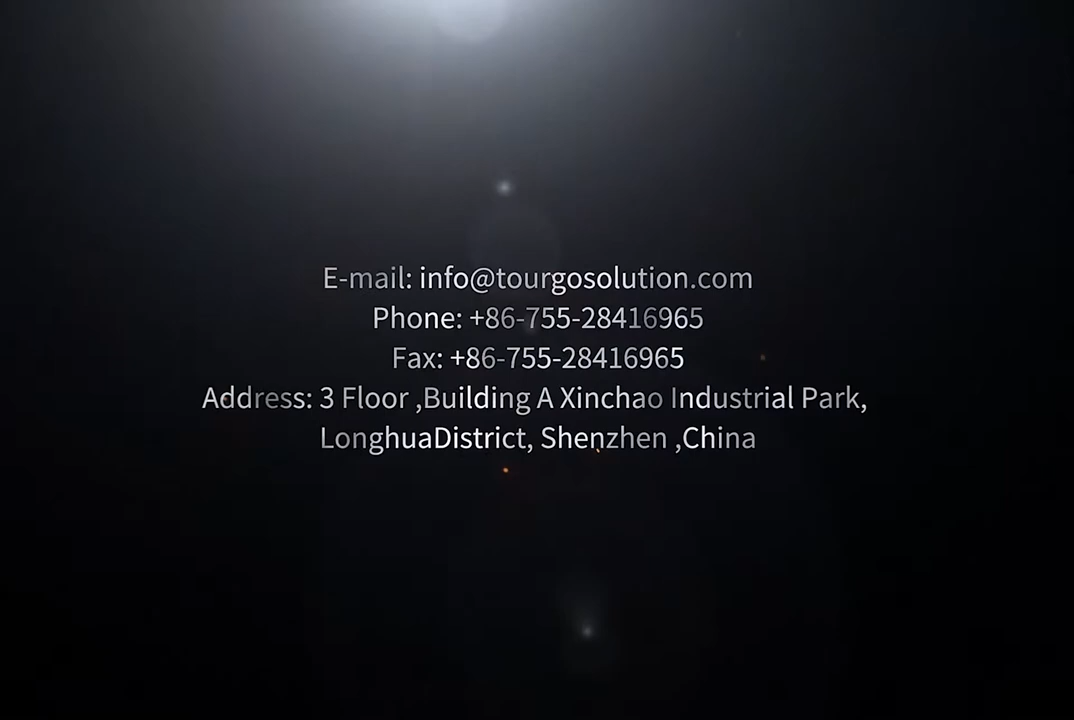 E-mail: info@tourgosolution.com
Phone: +86-755-28416965
Fax: +86-755-28416965
Address: 3 Floor ,Building A Xinchao Industrial Park,
LonghuaDistrict, Shenzhen ,China